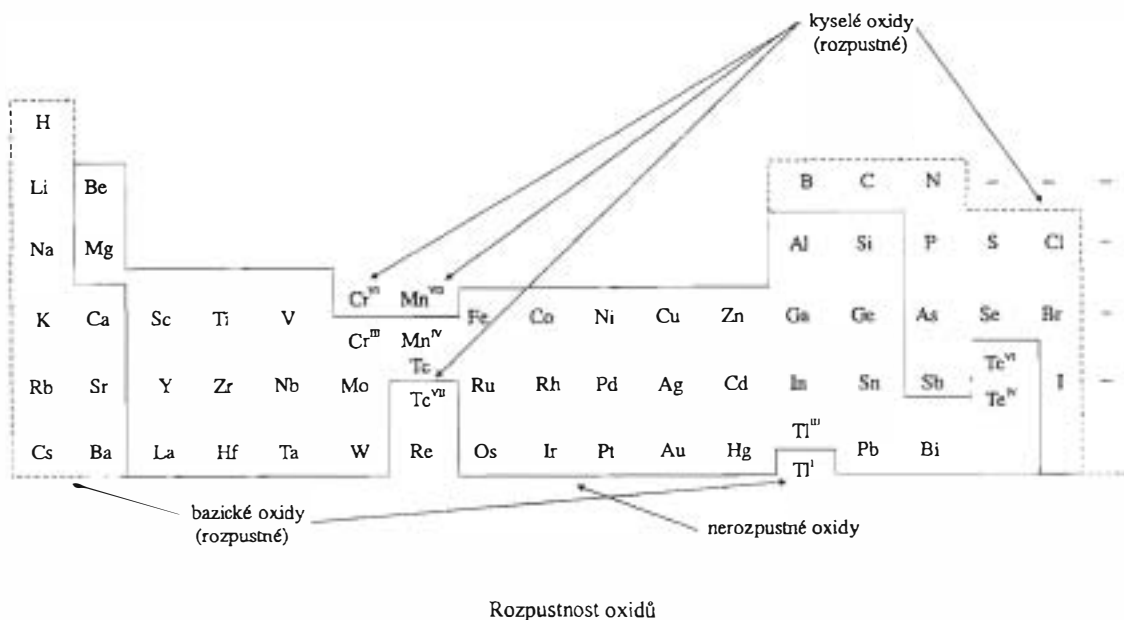 kyselé oxidy
(rozpustné)
H
Li Be B C N – – –
Na Mg Al Si P S Cl –
Cr^VI Mn^VII
K Ca Sc Ti V Fe Co Ni Cu Zn Ga Ge As Se Br –
Cr^III Mn^IV
Tc Te^VI
Rb Sr Y Zr Nb Mo Tc^VII Ru Rh Pd Ag Cd In Sn Sb Te^IV I –
Tl^III
Cs Ba La Hf Ta W Re Os Ir Pt Au Hg Pb Bi
Tl^I
bazické oxidy
(rozpustné)
nerozpustné oxidy
Rozpustnost oxidů